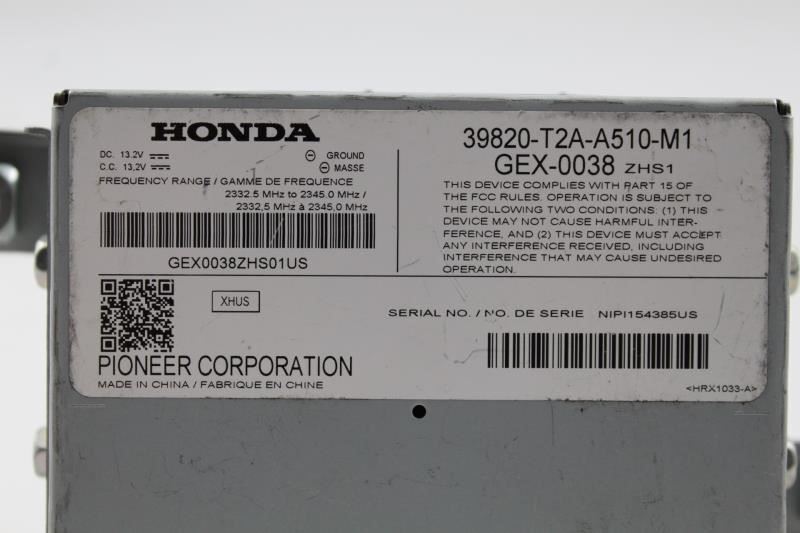 HONDA
DC. 13.2V
C.C. 13,2V
GROUND
MASSE
FREQUENCY RANGE / GAMME DE FREQUENCE
2332.5 MHz to 2345.0 MHz /
2332,5 MHz à 2345,0 MHz
GEX0038ZHS01US
39820-T2A-A510-M1
GEX-0038 ZHS1
THIS DEVICE COMPLIES WITH PART 15 OF
THE FCC RULES. OPERATION IS SUBJECT TO
THE FOLLOWING TWO CONDITIONS: (1) THIS
DEVICE MAY NOT CAUSE HARMFUL INTER-
FERENCE, AND (2) THIS DEVICE MUST ACCEPT
ANY INTERFERENCE RECEIVED, INCLUDING
INTERFERENCE THAT MAY CAUSE UNDESIRED
OPERATION.
XHUS
SERIAL NO. / NO. DE SERIE NIPI154385US
PIONEER CORPORATION
MADE IN CHINA / FABRIQUE EN CHINE
<HRX1033-A>